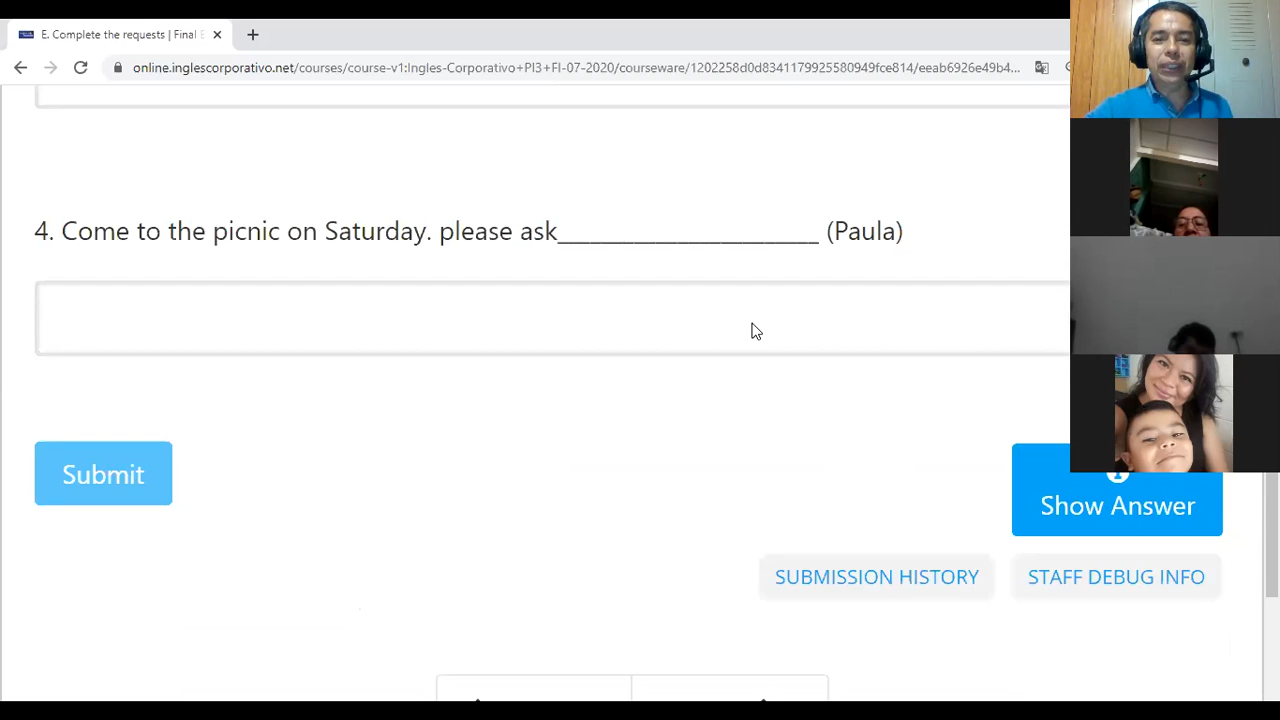 E. Complete the requests | Final E
online.inglescorporativo.net/courses/course-v1:Ingles-Corporativo+PI3+FI-07-2020/courseware/1202258d0d8341179925580949fce814/eeab6926e49b4...
4. Come to the picnic on Saturday. please ask_____________________ (Paula)
Submit
Show Answer
SUBMISSION HISTORY
STAFF DEBUG INFO